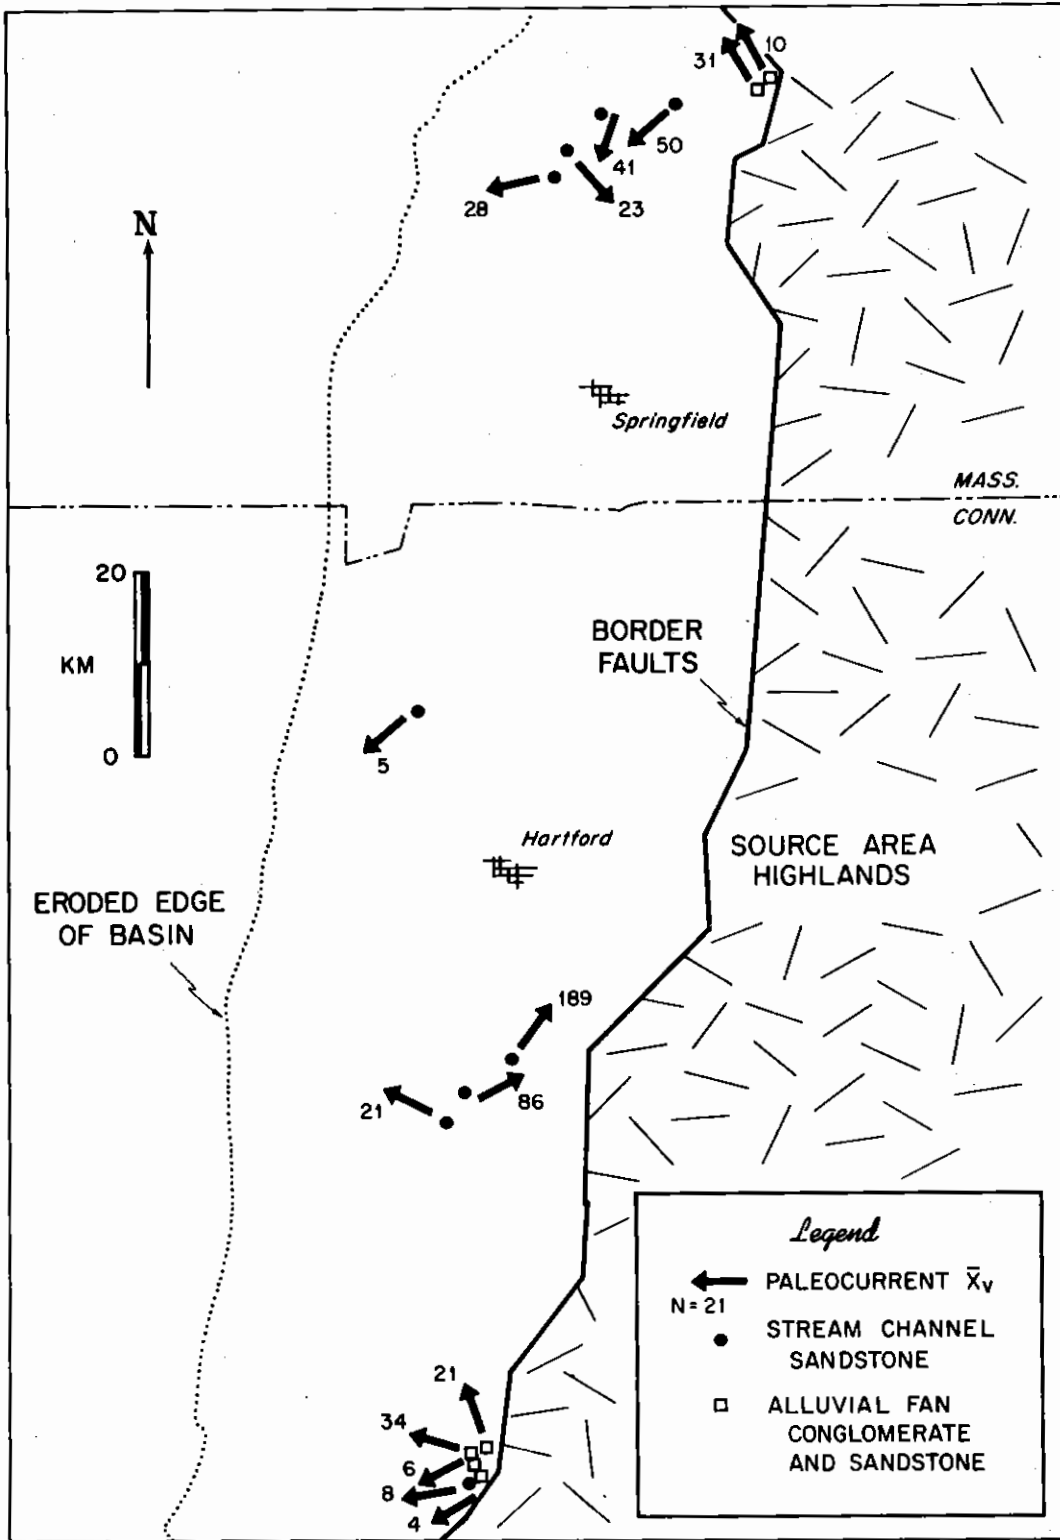 10
31
50
41
28
23
N
Springfield
MASS.
CONN.
20
KM
0
BORDER
FAULTS
5
Hartford
SOURCE AREA
HIGHLANDS
ERODED EDGE
OF BASIN
189
21
86
Legend
PALEOCURRENT X̄v
N = 21
STREAM CHANNEL
SANDSTONE
ALLUVIAL FAN
CONGLOMERATE
AND SANDSTONE
21
34
6
8
4